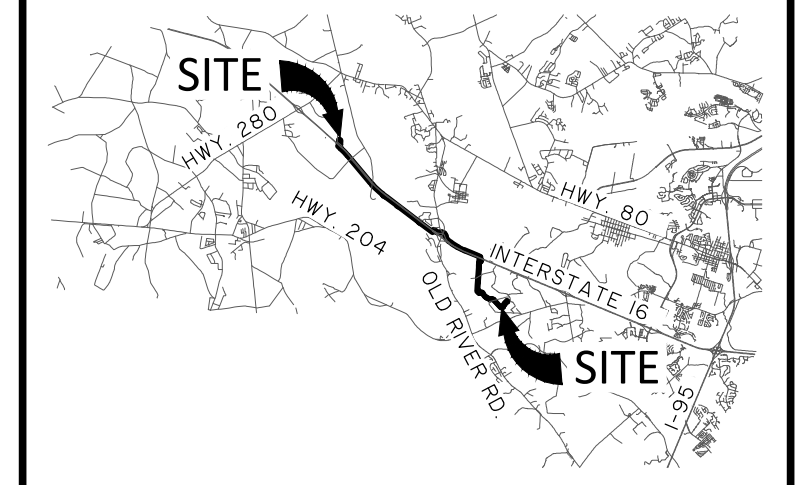 SITE
HWY. 280
HWY. 204
HWY 80
INTERSTATE 16
OLD RIVER RD.
SITE
I-95